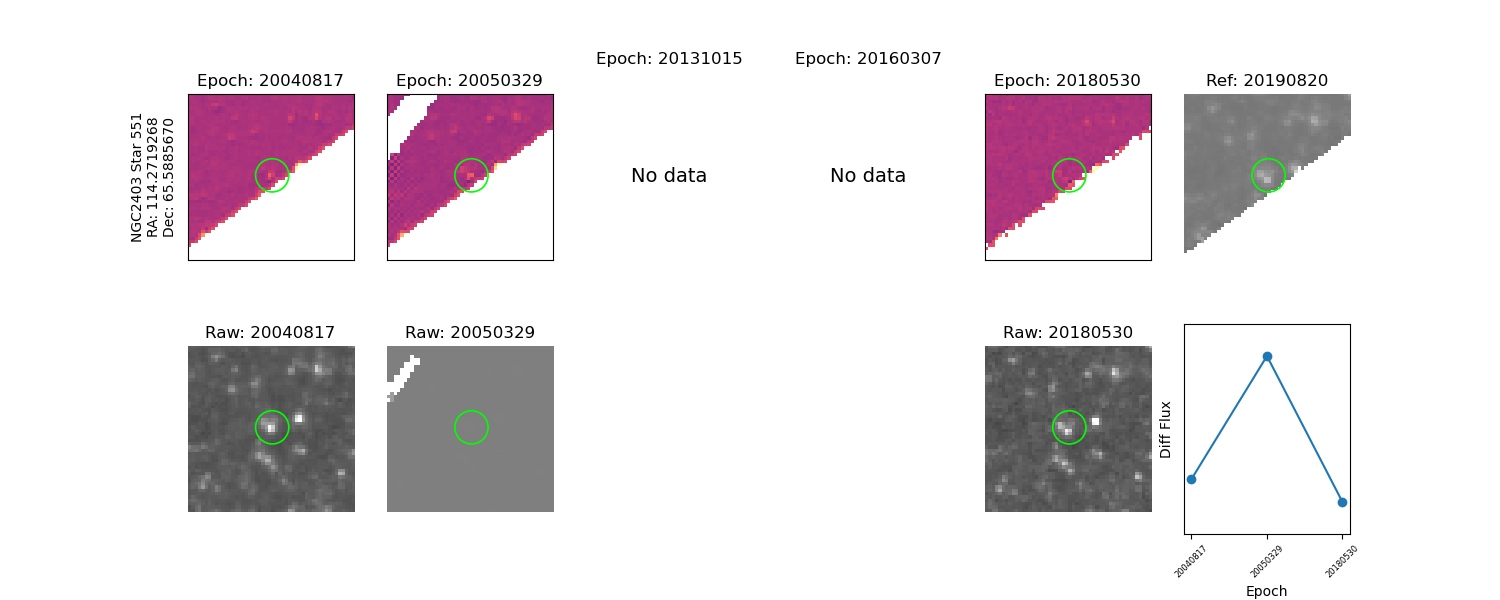 Epoch: 20131015
Epoch: 20160307
Epoch: 20040817
Epoch: 20050329
Epoch: 20180530
Ref: 20190820
NGC2403 Star 551
RA: 114.2719268
Dec: 65.5885670
No data
No data
Raw: 20040817
Raw: 20050329
Raw: 20180530
Diff Flux
20040817
20050329
20180530
Epoch